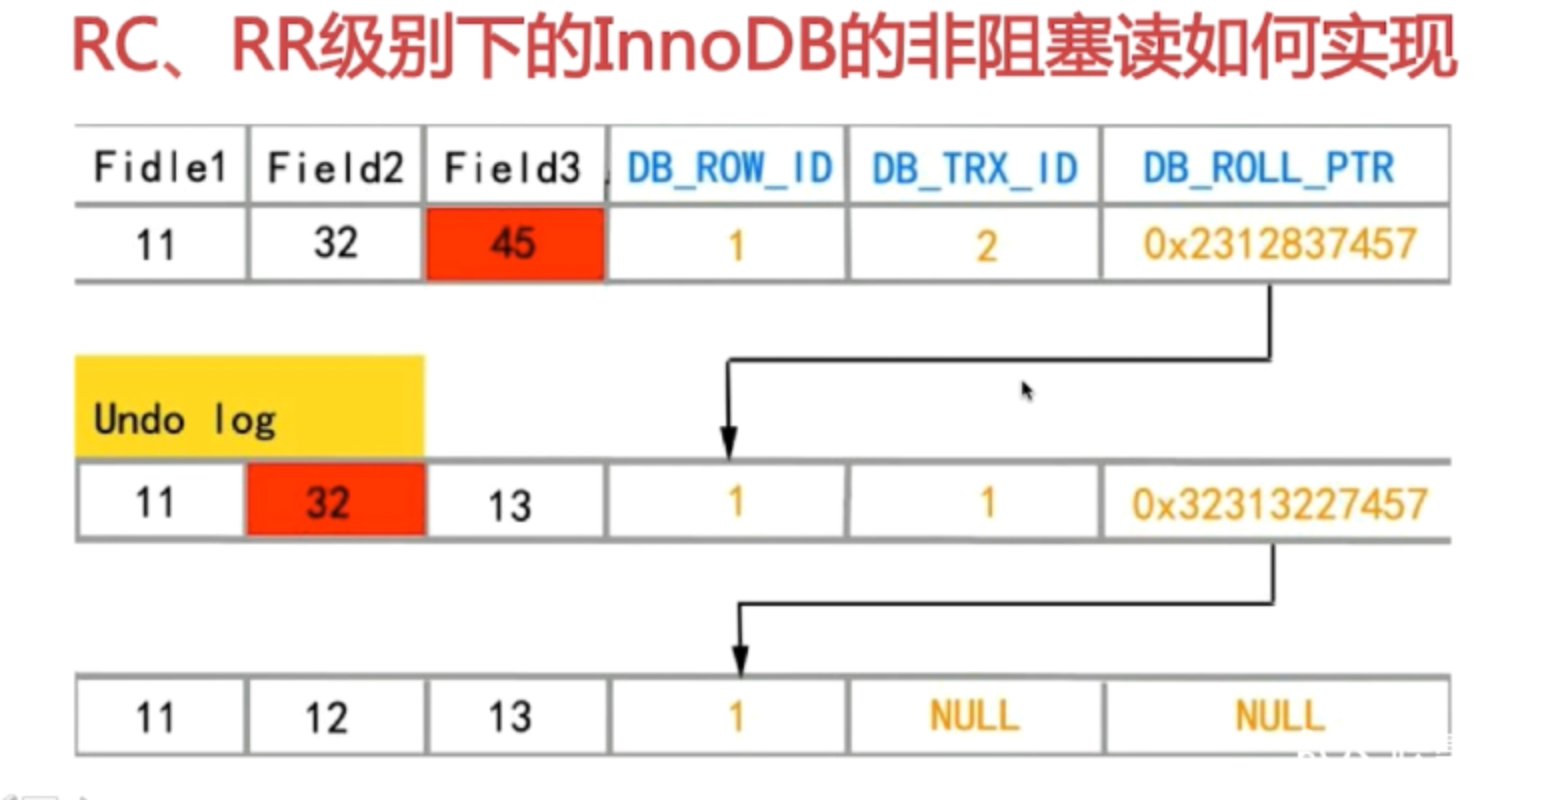 RC、RR级别下的InnoDB的非阻塞读如何实现
Fidle1 Field2 Field3 DB_ROW_ID DB_TRX_ID DB_ROLL_PTR
11 32 45 1 2 0x2312837457
Undo log
11 32 13 1 1 0x32313227457
11 12 13 1 NULL NULL